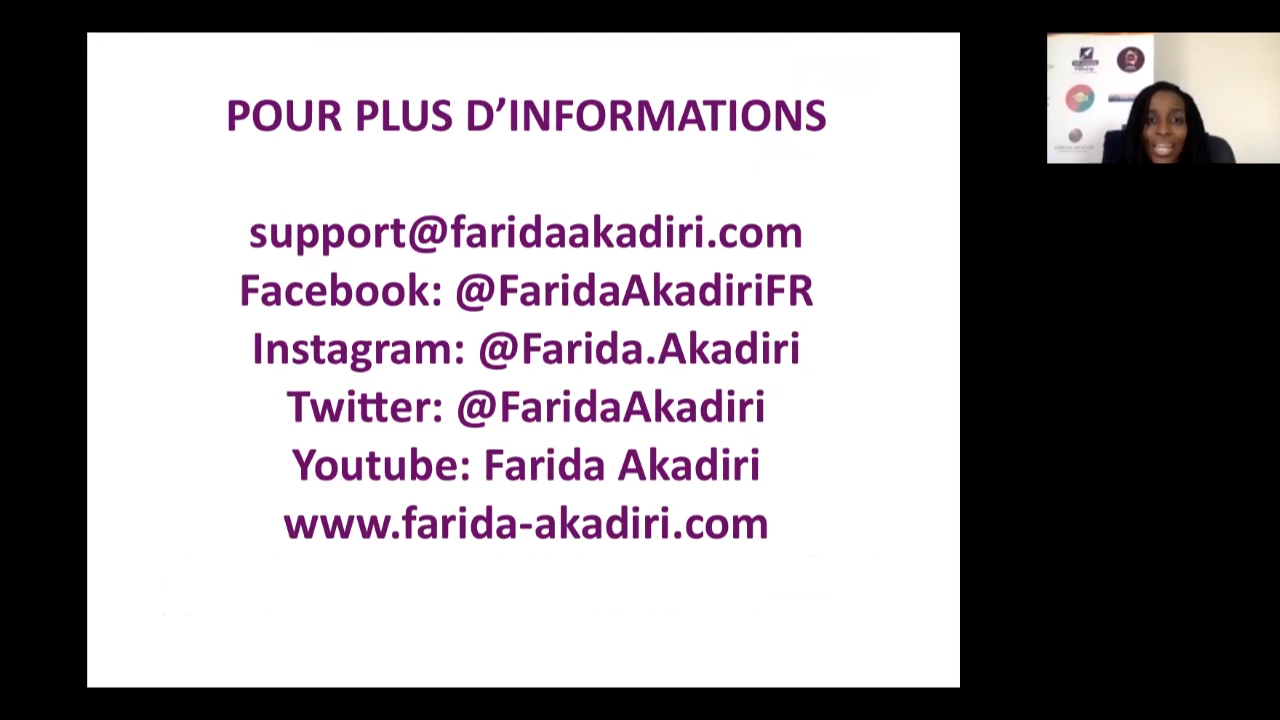 POUR PLUS D’INFORMATIONS
support@faridaakadiri.com
Facebook: @FaridaAkadiriFR
Instagram: @Farida.Akadiri
Twitter: @FaridaAkadiri
Youtube: Farida Akadiri
www.farida-akadiri.com